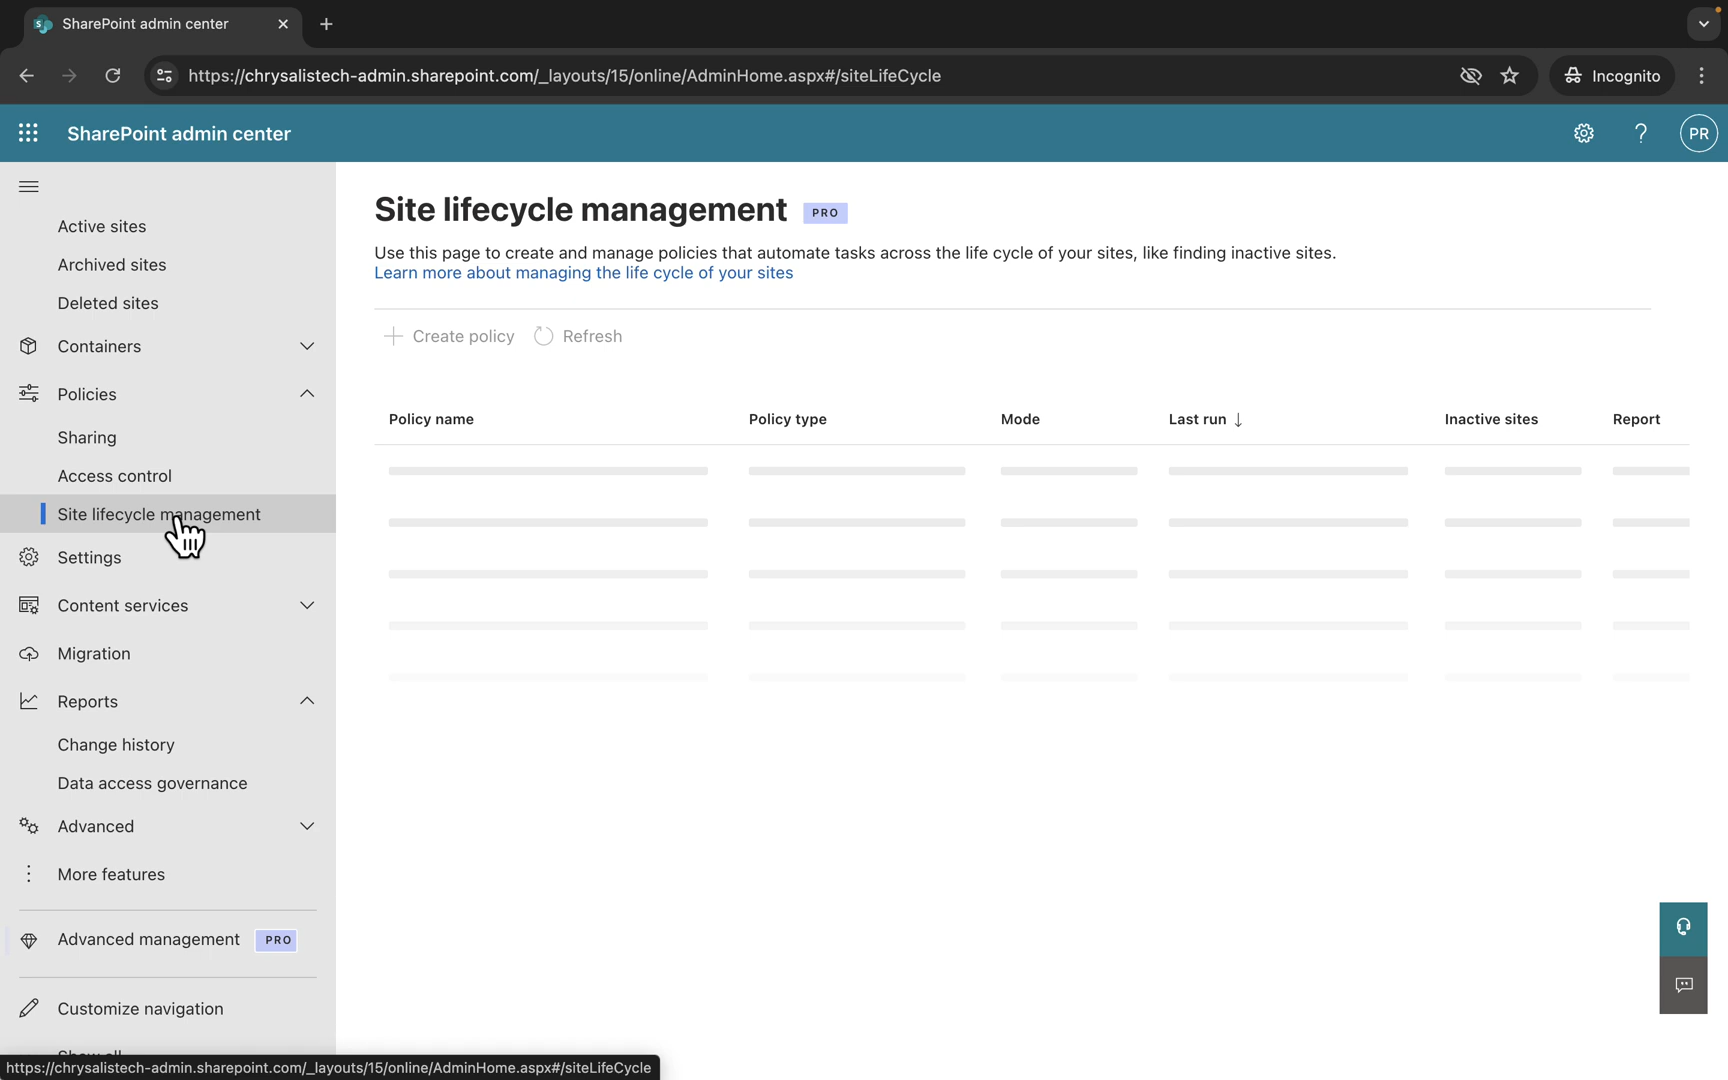 SharePoint admin center
https://chrysalistech-admin.sharepoint.com/_layouts/15/online/AdminHome.aspx#/siteLifeCycle
Incognito
SharePoint admin center
PR
Active sites
Archived sites
Deleted sites
Containers
Policies
Sharing
Access control
Site lifecycle management
Settings
Content services
Migration
Reports
Change history
Data access governance
Advanced
More features
Advanced management PRO
Customize navigation
Show all
Site lifecycle management PRO
Use this page to create and manage policies that automate tasks across the life cycle of your sites, like finding inactive sites.
Learn more about managing the life cycle of your sites
Create policy Refresh
Policy name Policy type Mode Last run ↓ Inactive sites Report
https://chrysalistech-admin.sharepoint.com/_layouts/15/online/AdminHome.aspx#/siteLifeCycle